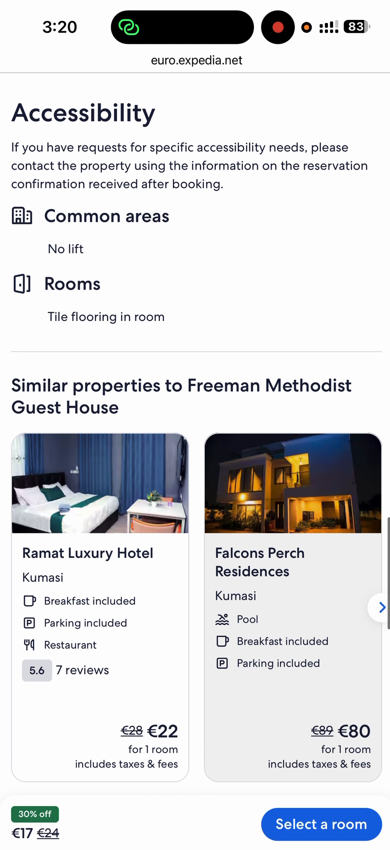 3:20
83
euro.expedia.net
Accessibility
If you have requests for specific accessibility needs, please
contact the property using the information on the reservation
confirmation received after booking.
Common areas
No lift
Rooms
Tile flooring in room
Similar properties to Freeman Methodist
Guest House
Ramat Luxury Hotel
Kumasi
Breakfast included
P Parking included
Restaurant
5.6 7 reviews
€28 €22
for 1 room
includes taxes & fees
Falcons Perch
Residences
Kumasi
Pool
Breakfast included
P Parking included
€89 €80
for 1 room
includes taxes & fees
30% off
€17 €24
Select a room